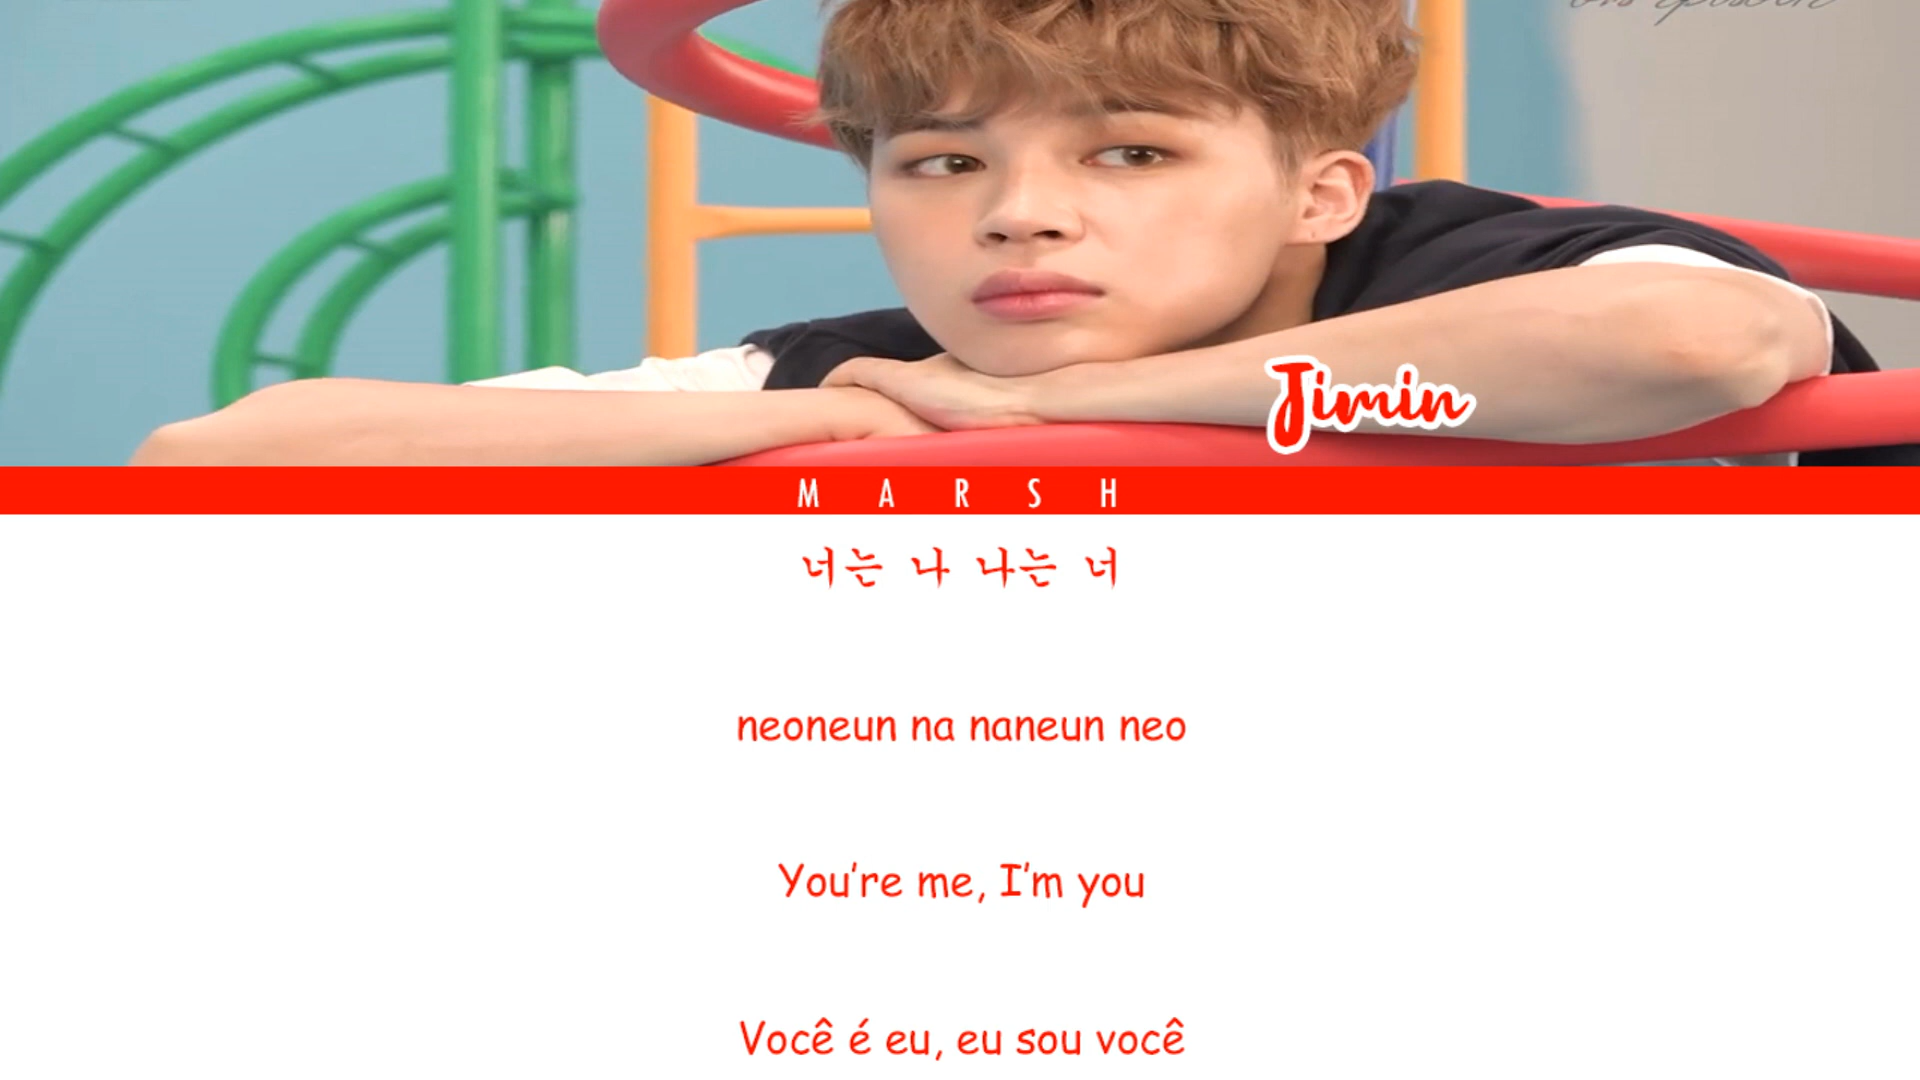 Jimin
MARSH
너는 나 나는 너
neoneun na naneun neo
You're me, I'm you
Você é eu, eu sou você